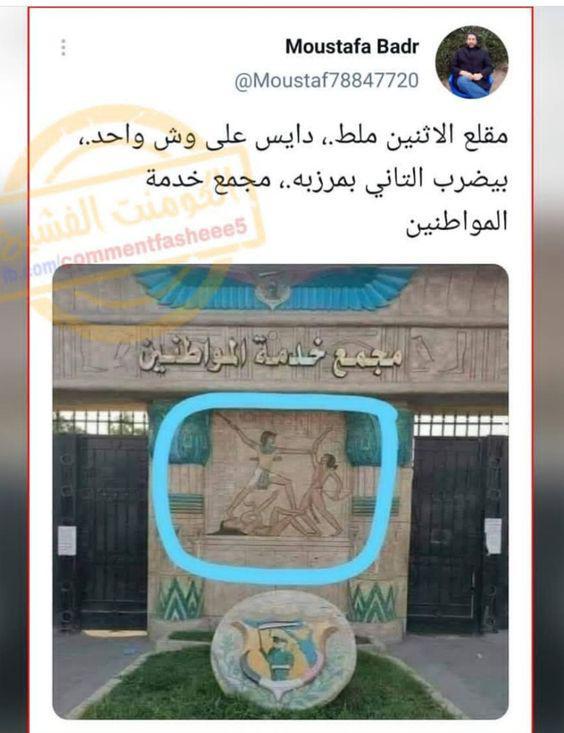 Moustafa Badr
@Moustaf78847720
مقلع الاثنين ملط.، دايس على وش واحد.،
بيضرب التاني بمرزبه.، مجمع خدمة
المواطنين
الكومنت الفشيخ
fb.com/commentfasheee5
مجمع خدمة المواطنين